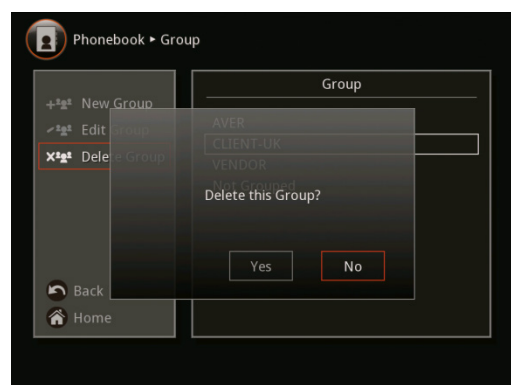 Phonebook ▸ Group
New Group
Edit Group
Delete Group
Back
Home
Group
AVER
CLIENT-UK
VENDOR
Not Grouped
Delete this Group?
Yes
No